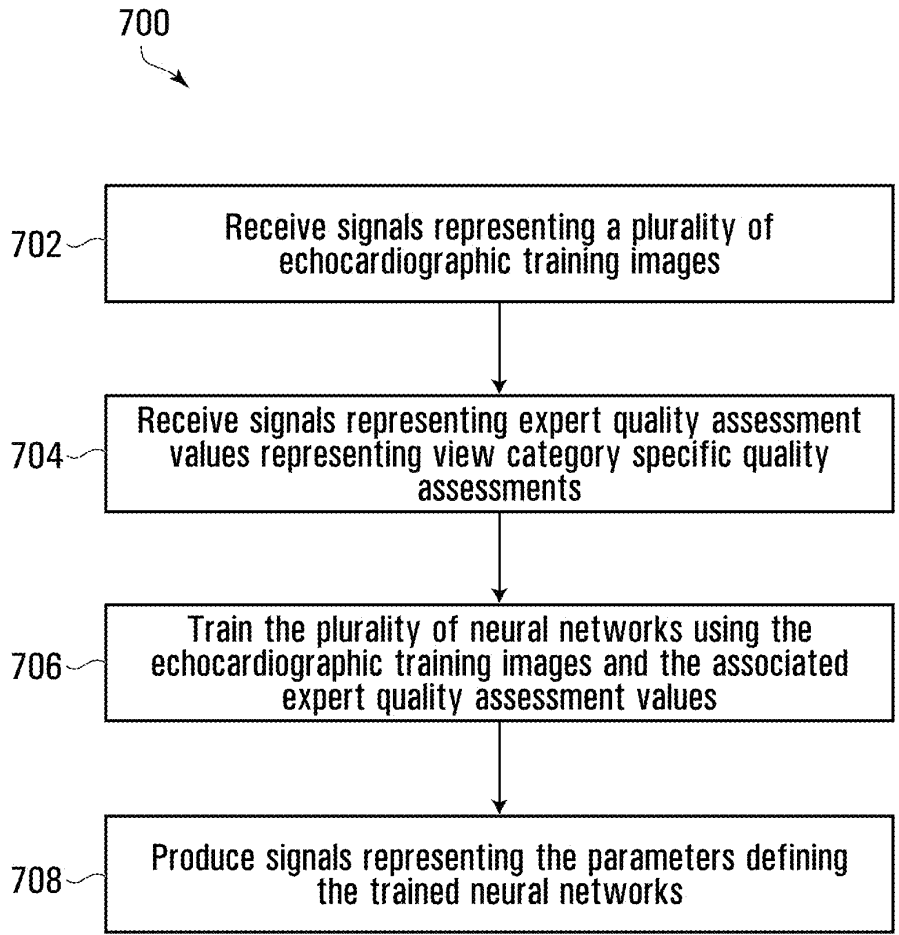 700
702
Receive signals representing a plurality of
echocardiographic training images
704
Receive signals representing expert quality assessment
values representing view category specific quality
assessments
706
Train the plurality of neural networks using the
echocardiographic training images and the associated
expert quality assessment values
708
Produce signals representing the parameters defining
the trained neural networks